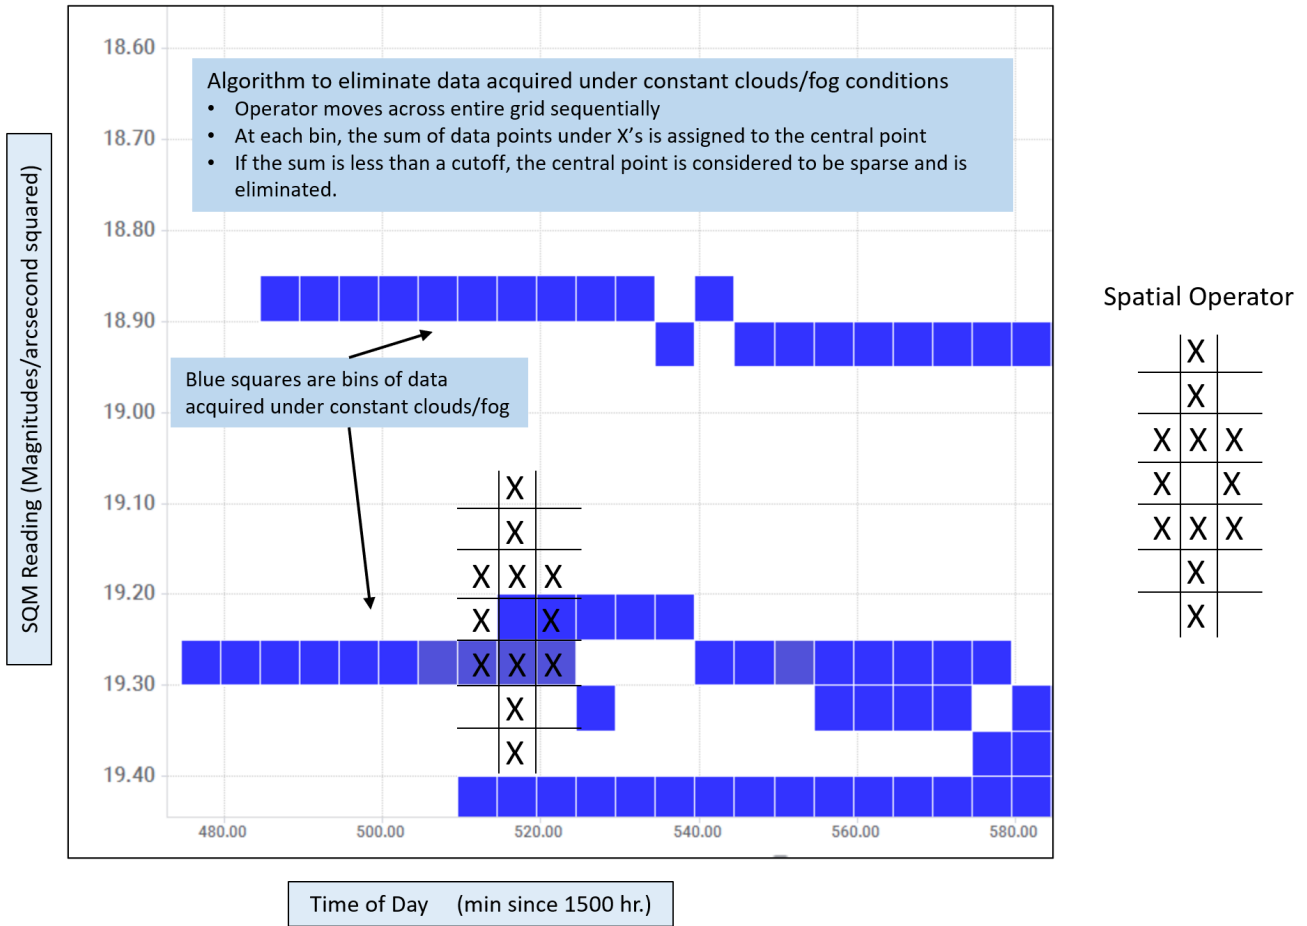 18.60
Algorithm to eliminate data acquired under constant clouds/fog conditions
• Operator moves across entire grid sequentially
• At each bin, the sum of data points under X's is assigned to the central point
• If the sum is less than a cutoff, the central point is considered to be sparse and is
eliminated.
18.70
18.80
18.90
Blue squares are bins of data
acquired under constant clouds/fog
19.00
19.10
19.20
19.30
19.40
X
X
X X X
X X
X X X
X
X
480.00 500.00 520.00 540.00 560.00 580.00
SQM Reading (Magnitudes/arcsecond squared)
Time of Day (min since 1500 hr.)
Spatial Operator
X
X
X X X
X X
X X X
X
X